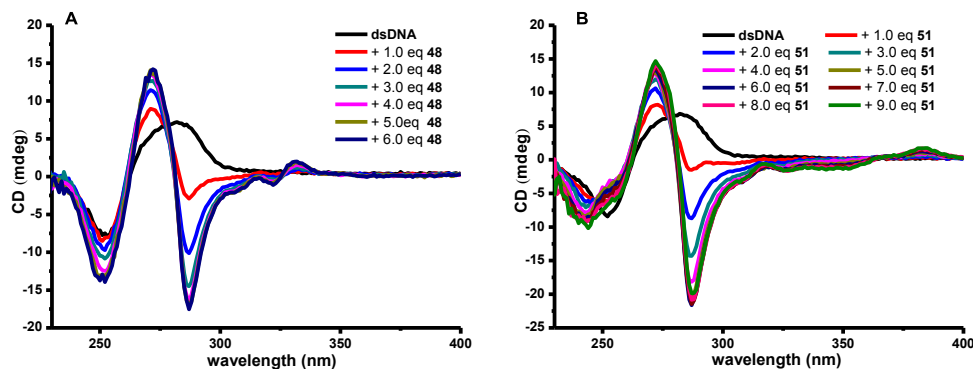 A
20
15
10
5
0
-5
-10
-15
-20
CD (mdeg)
250
300
350
400
wavelength (nm)
dsDNA
+ 1.0 eq 48
+ 2.0 eq 48
+ 3.0 eq 48
+ 4.0 eq 48
+ 5.0eq 48
+ 6.0 eq 48
B
20
15
10
5
0
-5
-10
-15
-20
-25
CD (mdeg)
250
300
350
400
wavelength (nm)
dsDNA + 1.0 eq 51
+ 2.0 eq 51 + 3.0 eq 51
+ 4.0 eq 51 + 5.0 eq 51
+ 6.0 eq 51 + 7.0 eq 51
+ 8.0 eq 51 + 9.0 eq 51